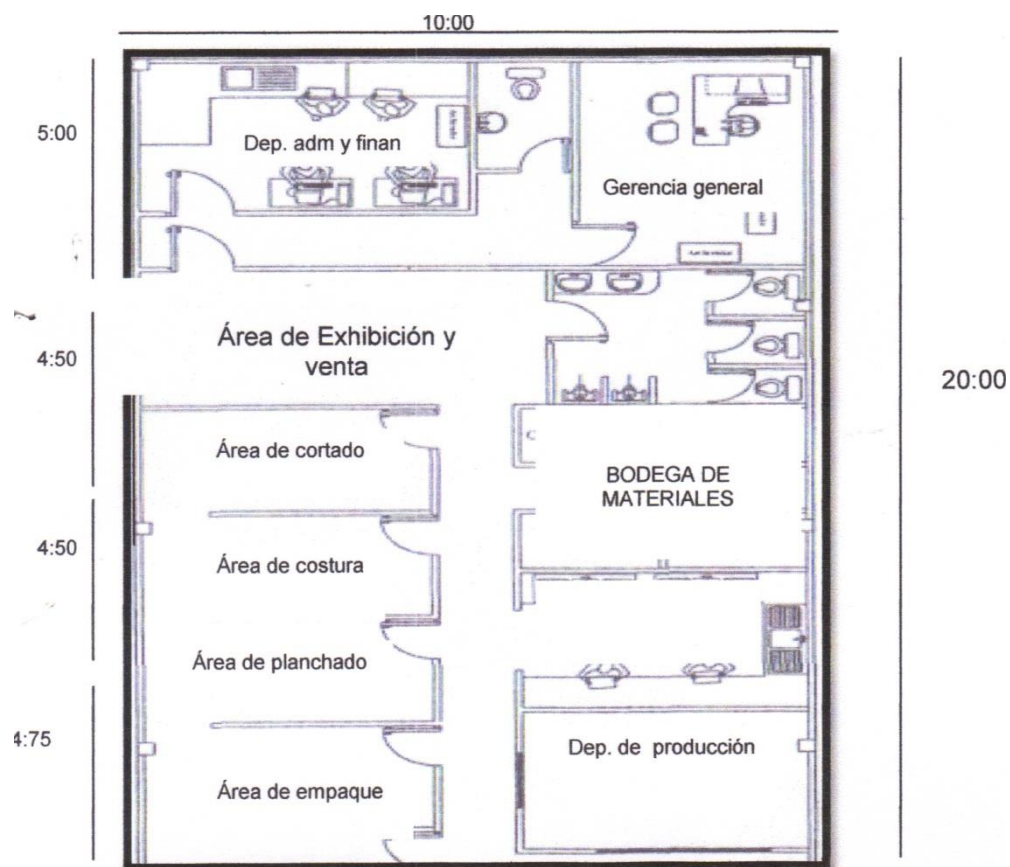 10:00
5:00
Dep. adm y finan
Gerencia general
4:50
Área de Exhibición y
venta
20:00
Área de cortado
BODEGA DE
MATERIALES
4:50
Área de costura
Área de planchado
4:75
Dep. de producción
Área de empaque